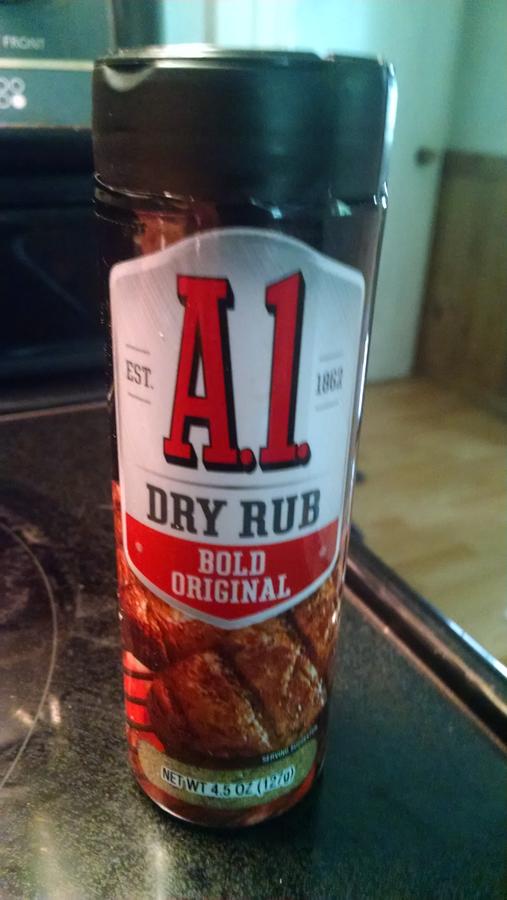 FRONT
A.1.
EST.
1862
DRY RUB
BOLD
ORIGINAL
SERVING SUGGESTION
NET WT 4.5 OZ (127g)